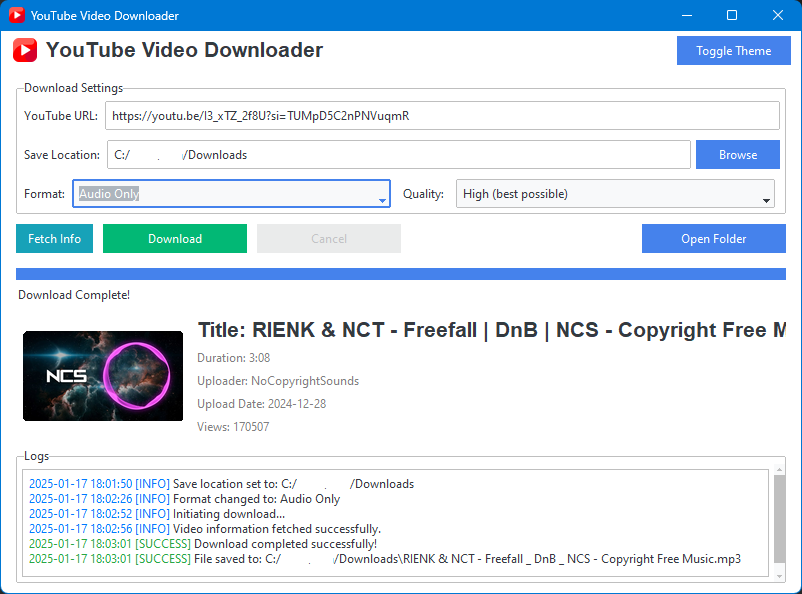 YouTube Video Downloader
YouTube Video Downloader
Toggle Theme
Download Settings
YouTube URL: https://youtu.be/l3_xTZ_2f8U?si=TUMpD5C2nPNVuqmR
Save Location: C:/ . /Downloads Browse
Format: Audio Only Quality: High (best possible)
Fetch Info Download Cancel Open Folder
Download Complete!
NCS
Title: RIENK & NCT - Freefall | DnB | NCS - Copyright Free M
Duration: 3:08
Uploader: NoCopyrightSounds
Upload Date: 2024-12-28
Views: 170507
Logs
2025-01-17 18:01:50 [INFO] Save location set to: C:/ . /Downloads
2025-01-17 18:02:26 [INFO] Format changed to: Audio Only
2025-01-17 18:02:52 [INFO] Initiating download...
2025-01-17 18:02:56 [INFO] Video information fetched successfully.
2025-01-17 18:03:01 [SUCCESS] Download completed successfully!
2025-01-17 18:03:01 [SUCCESS] File saved to: C:/ . /Downloads\RIENK & NCT - Freefall _ DnB _ NCS - Copyright Free Music.mp3